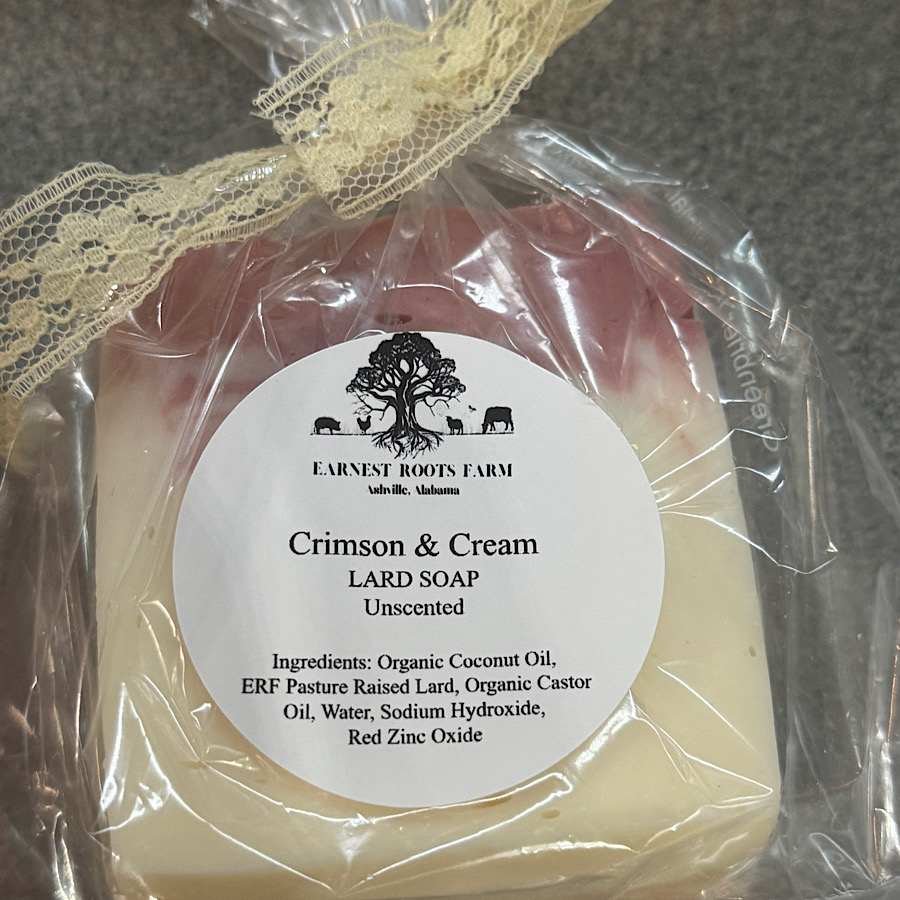 EARNEST ROOTS FARM
Ashville, Alabama
Crimson & Cream
LARD SOAP
Unscented
Ingredients: Organic Coconut Oil,
ERF Pasture Raised Lard, Organic Castor
Oil, Water, Sodium Hydroxide,
Red Zinc Oxide